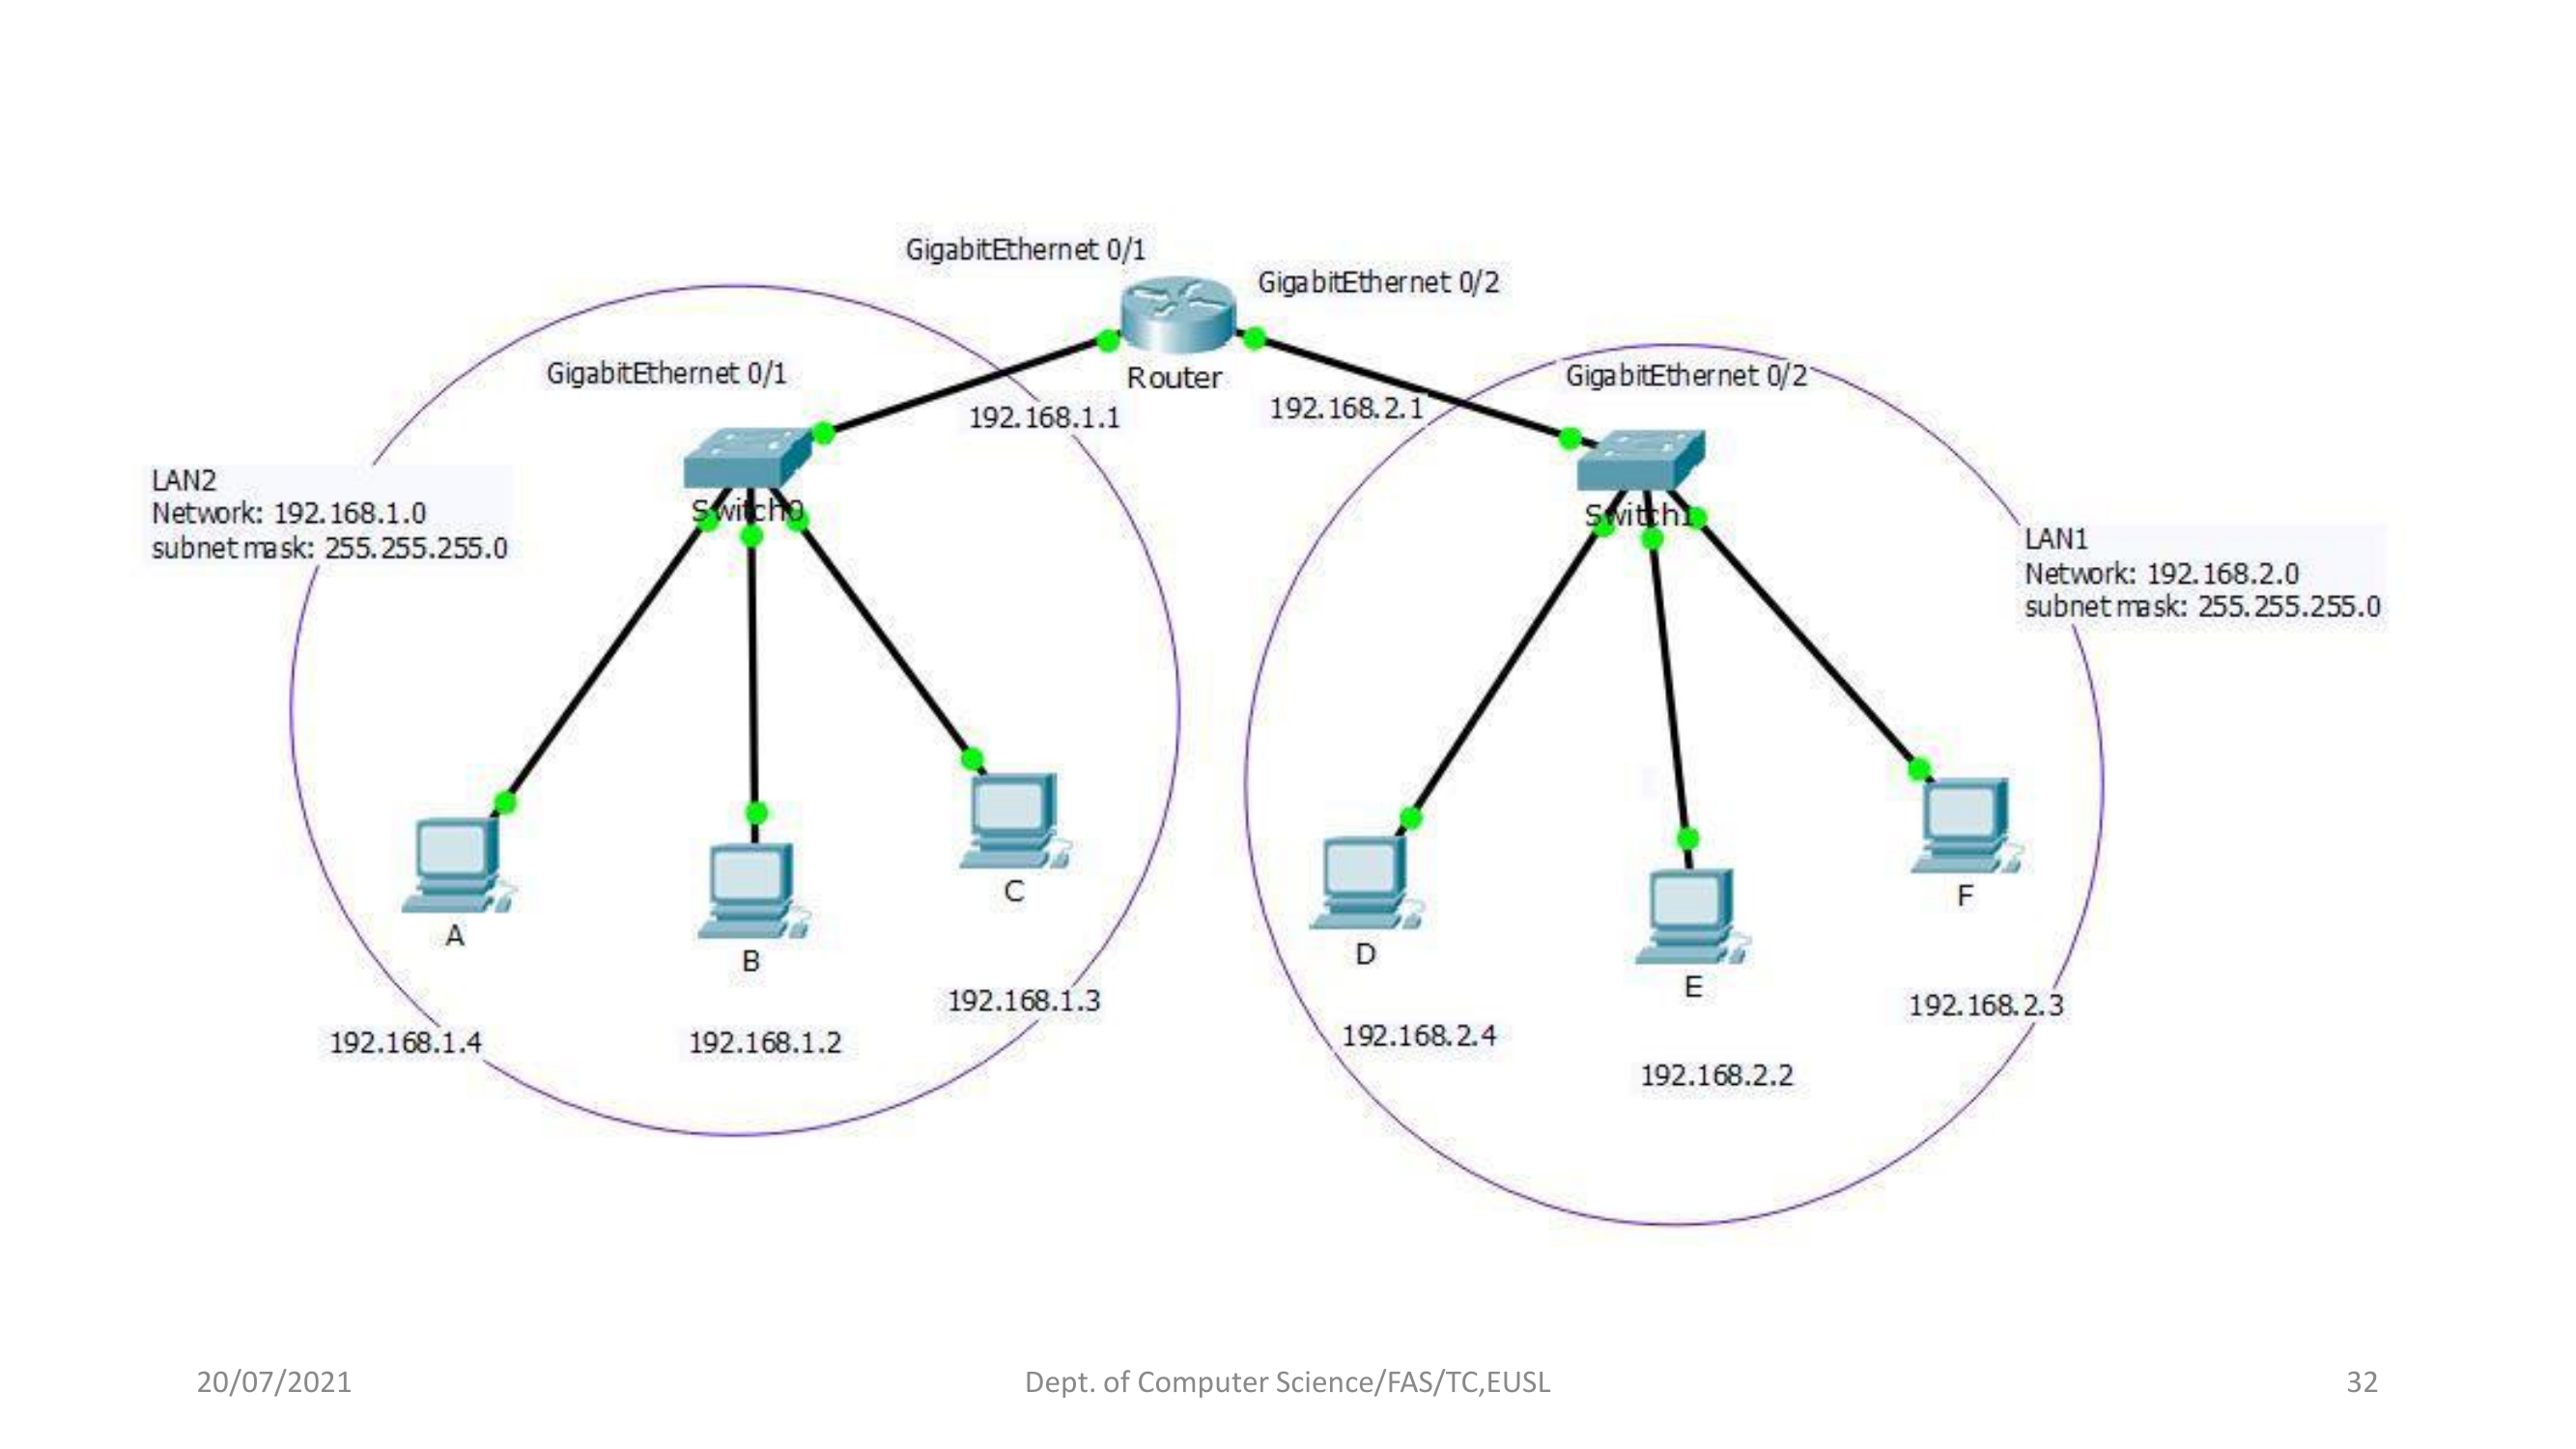 GigabitEthernet 0/1
GigabitEthernet 0/2
Router
GigabitEthernet 0/1
GigabitEthernet 0/2
192.168.1.1
192.168.2.1
Switch0
Switch1
LAN2
Network: 192.168.1.0
subnet mask: 255.255.255.0
LAN1
Network: 192.168.2.0
subnet mask: 255.255.255.0
A
B
C
D
E
F
192.168.1.4
192.168.1.2
192.168.1.3
192.168.2.4
192.168.2.2
192.168.2.3
20/07/2021
Dept. of Computer Science/FAS/TC,EUSL
32